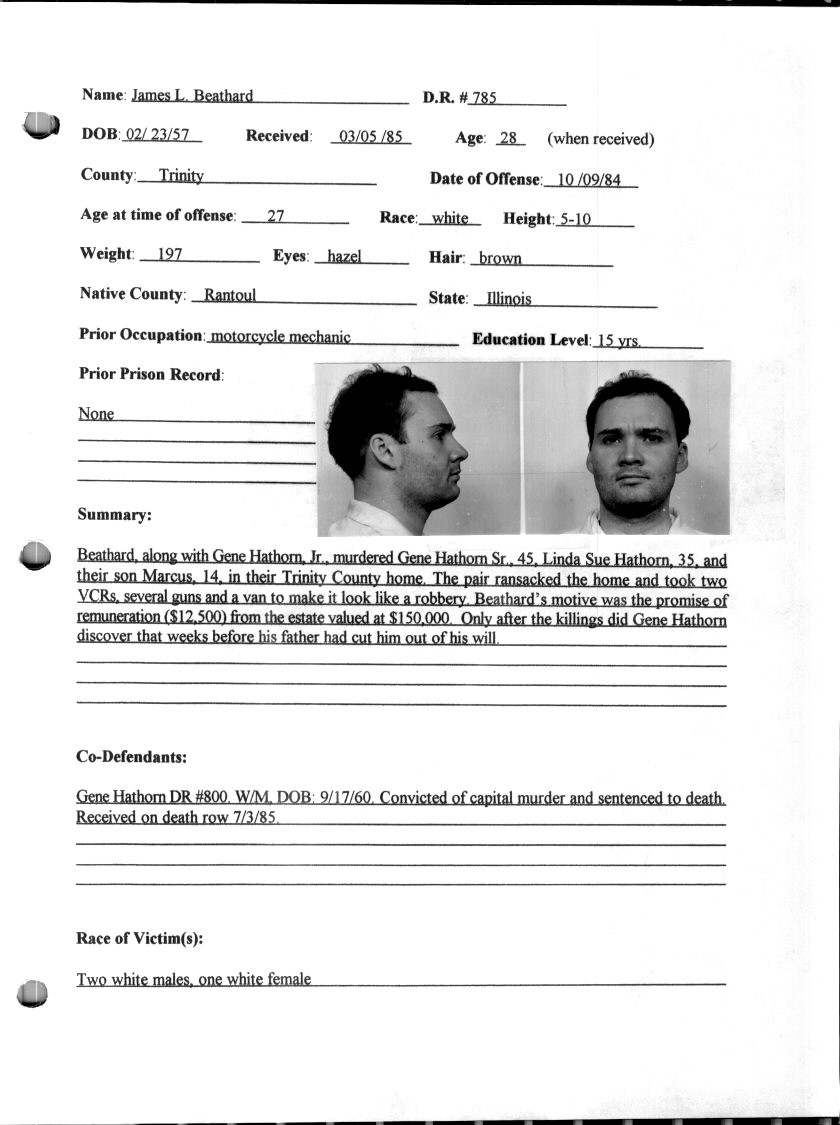 Name: James L. Beathard D.R. # 785
DOB: 02/ 23/57 Received: 03/05 /85 Age: 28 (when received)
County: Trinity Date of Offense: 10 /09/84
Age at time of offense: 27 Race: white Height: 5-10
Weight: 197 Eyes: hazel Hair: brown
Native County: Rantoul State: Illinois
Prior Occupation: motorcycle mechanic Education Level: 15 yrs.
Prior Prison Record:
None
Summary:
Beathard, along with Gene Hathorn, Jr., murdered Gene Hathorn Sr., 45, Linda Sue Hathorn, 35, and
their son Marcus, 14, in their Trinity County home. The pair ransacked the home and took two
VCRs, several guns and a van to make it look like a robbery. Beathard's motive was the promise of
remuneration ($12,500) from the estate valued at $150,000. Only after the killings did Gene Hathorn
discover that weeks before his father had cut him out of his will.
Co-Defendants:
Gene Hathorn DR #800. W/M, DOB: 9/17/60. Convicted of capital murder and sentenced to death.
Received on death row 7/3/85.
Race of Victim(s):
Two white males, one white female